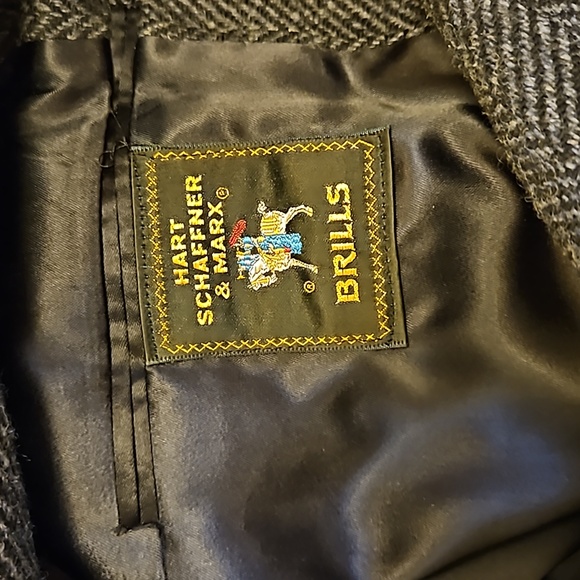 HART
SCHAFFNER
& MARX®
®
BRILLS